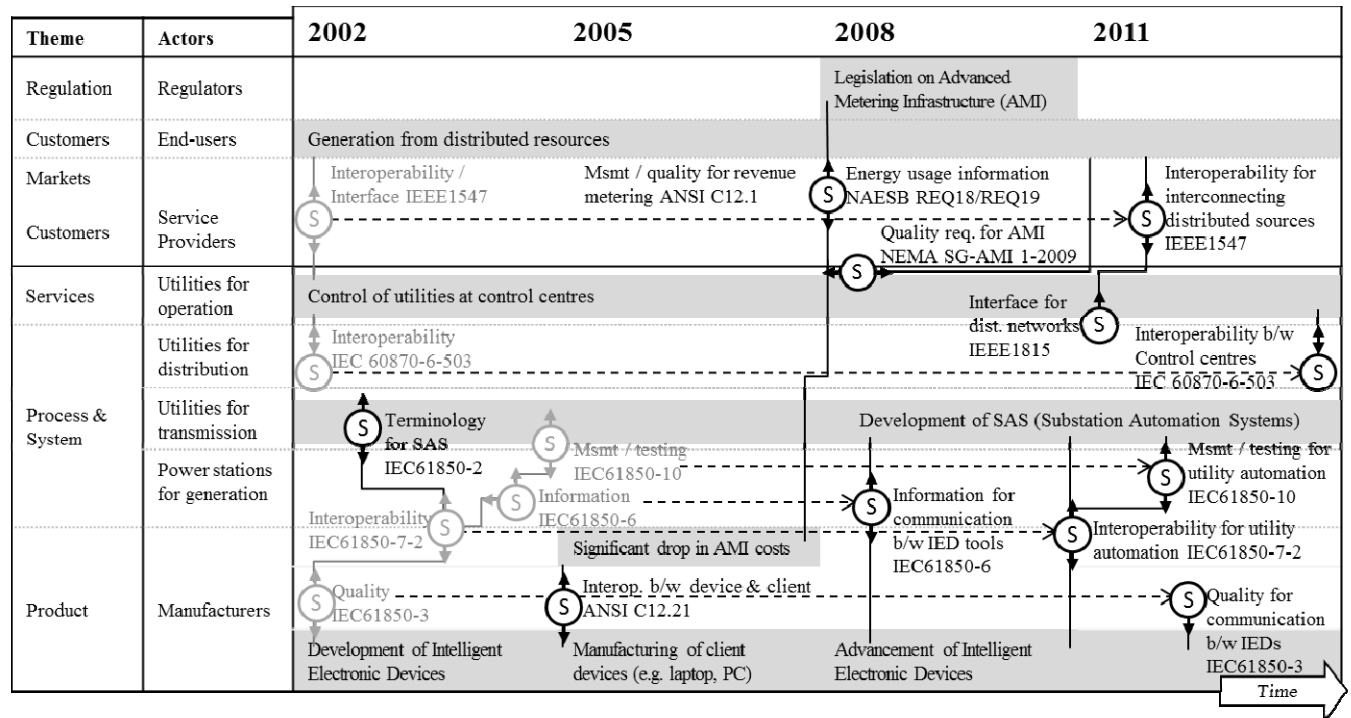 Theme
Actors
2002
2005
2008
2011
Regulation
Regulators
Legislation on Advanced
Metering Infrastructure (AMI)
Customers
End-users
Generation from distributed resources
Markets
Customers
Service
Providers
Interoperability /
Interface IEEE1547
S
Msmt / quality for revenue
metering ANSI C12.1
S
Energy usage information
NAESB REQ18/REQ19
Quality req. for AMI
NEMA SG-AMI 1-2009
S
S
Interoperability for
interconnecting
distributed sources
IEEE1547
Services
Utilities for
operation
Control of utilities at control centres
Interface for
dist. networks
IEEE1815
S
Process &
System
Utilities for
distribution
Interoperability
IEC 60870-6-503
S
Interoperability b/w
Control centres
IEC 60870-6-503
S
Utilities for
transmission
Development of SAS (Substation Automation Systems)
S
Terminology
for SAS
IEC61850-2
S
Msmt / testing
IEC61850-10
S
Msmt / testing for
utility automation
IEC61850-10
Power stations
for generation
S
Information
IEC61850-6
S
Information for
communication
b/w IED tools
IEC61850-6
Interoperability
IEC61850-7-2
S
S
Interoperability for utility
automation IEC61850-7-2
Product
Manufacturers
Significant drop in AMI costs
S
Quality
IEC61850-3
S
Interop. b/w device & client
ANSI C12.21
S
Quality for
communication
b/w IEDs
IEC61850-3
Development of Intelligent
Electronic Devices
Manufacturing of client
devices (e.g. laptop, PC)
Advancement of Intelligent
Electronic Devices
Time